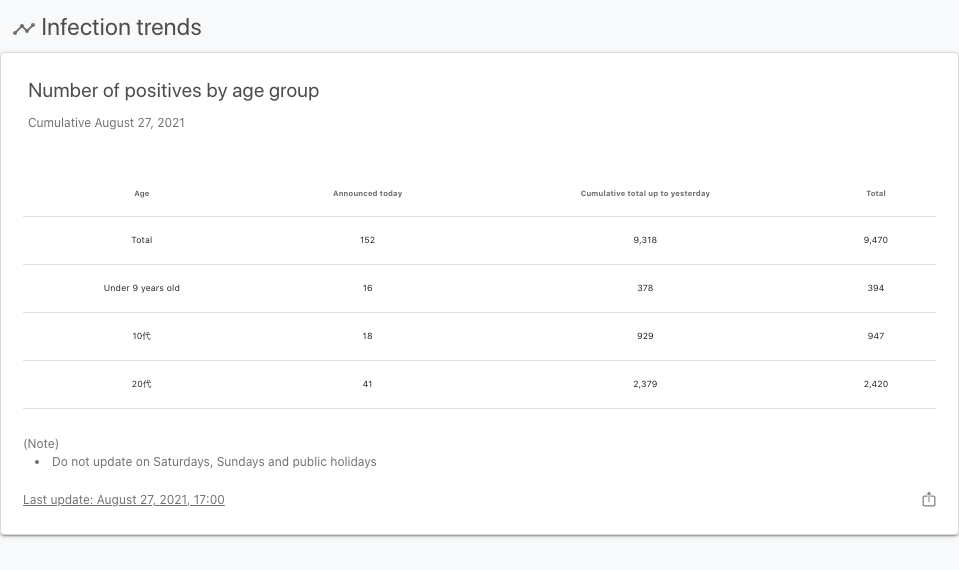 Infection trends
Number of positives by age group
Cumulative August 27, 2021
Age Announced today Cumulative total up to yesterday Total
Total 152 9,318 9,470
Under 9 years old 16 378 394
10代 18 929 947
20代 41 2,379 2,420
(Note)
• Do not update on Saturdays, Sundays and public holidays
Last update: August 27, 2021, 17:00